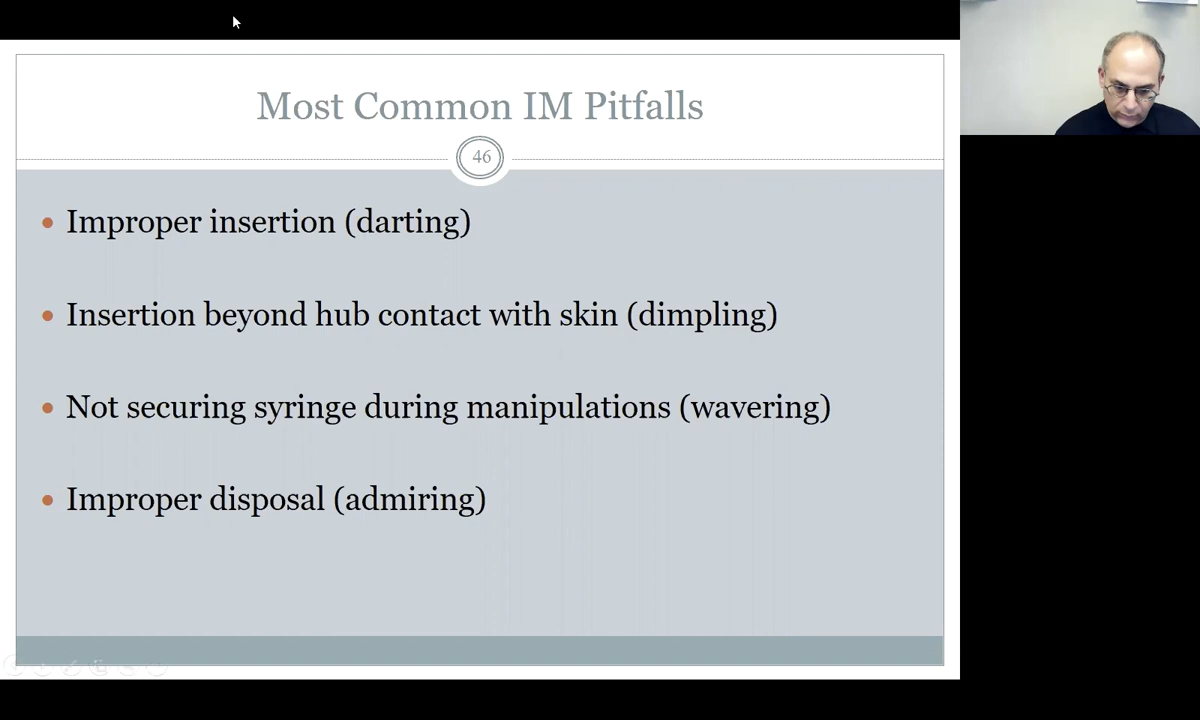 Most Common IM Pitfalls
46
Improper insertion (darting)
Insertion beyond hub contact with skin (dimpling)
Not securing syringe during manipulations (wavering)
Improper disposal (admiring)